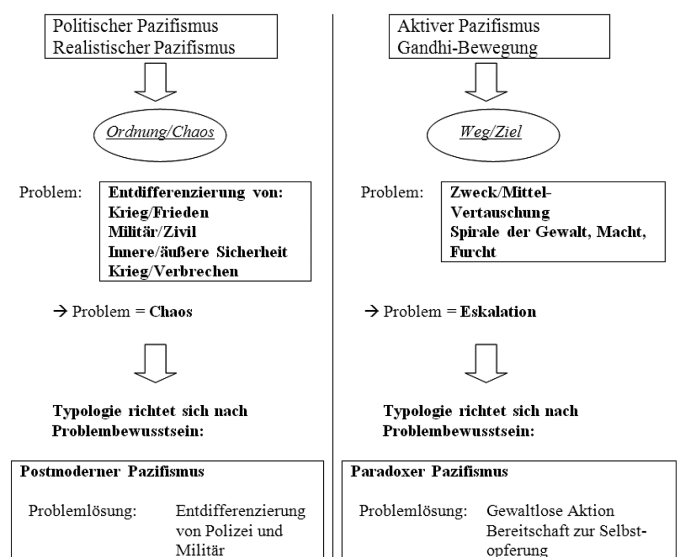 Politischer Pazifismus
Realistischer Pazifismus
Ordnung/Chaos
Problem:
Entdifferenzierung von:
Krieg/Frieden
Militär/Zivil
Innere/äußere Sicherheit
Krieg/Verbrechen
→ Problem = Chaos
Typologie richtet sich nach
Problembewusstsein:
Postmoderner Pazifismus
Problemlösung:
Entdifferenzierung
von Polizei und
Militär
Aktiver Pazifismus
Gandhi-Bewegung
Weg/Ziel
Problem:
Zweck/Mittel-
Vertauschung
Spirale der Gewalt, Macht,
Furcht
→ Problem = Eskalation
Typologie richtet sich nach
Problembewusstsein:
Paradoxer Pazifismus
Problemlösung:
Gewaltlose Aktion
Bereitschaft zur Selbst-
opferung